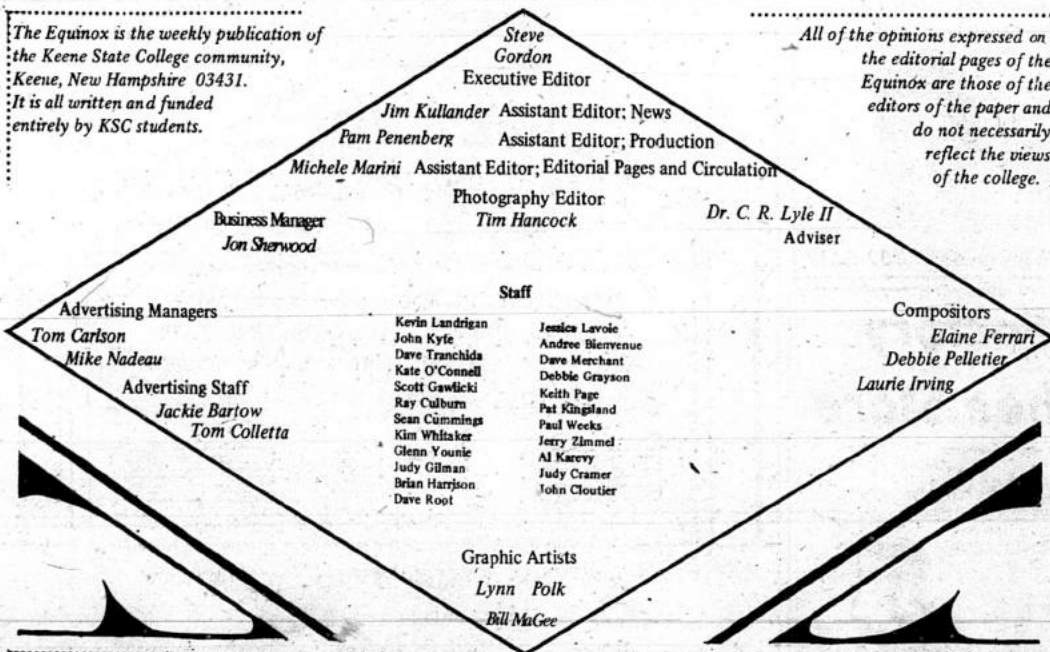 The Equinox is the weekly publication of
the Keene State College community,
Keene, New Hampshire 03431.
It is all written and funded
entirely by KSC students.
All of the opinions expressed on
the editorial pages of the
Equinox are those of the
editors of the paper and
do not necessarily
reflect the views
of the college.
Steve
Gordon
Executive Editor
Jim Kullander Assistant Editor; News
Pam Penenberg Assistant Editor; Production
Michele Marini Assistant Editor; Editorial Pages and Circulation
Photography Editor
Tim Hancock
Business Manager
Jon Sherwood
Dr. C. R. Lyle II
Adviser
Advertising Managers
Tom Carlson
Mike Nadeau
Advertising Staff
Jackie Bartow
Tom Colletta
Staff
Kevin Landrigan
John Kyfe
Dave Tranchida
Kate O'Connell
Scott Gawlicki
Ray Culburn
Sean Cummings
Kim Whitaker
Glenn Younie
Judy Gilman
Brian Harrison
Dave Root
Jessica Lavoie
Andree Bienvenue
Dave Merchant
Debbie Grayson
Keith Page
Pat Kingsland
Paul Weeks
Jerry Zimmel
Al Karevy
Judy Cramer
John Cloutier
Compositors
Elaine Ferrari
Debbie Pelletier
Laurie Irving
Graphic Artists
Lynn Polk
Bill MaGee